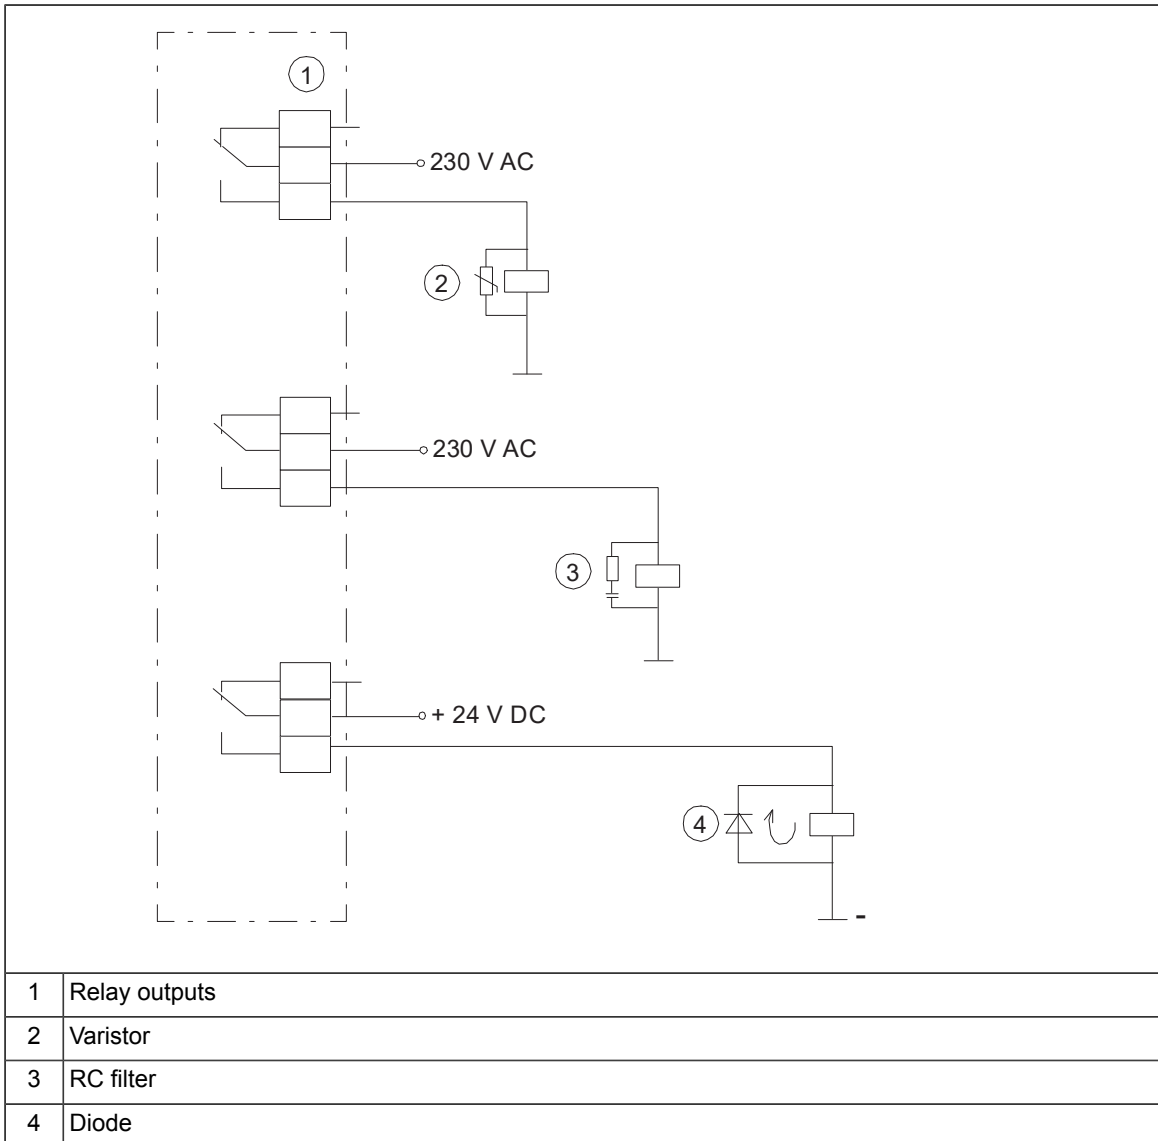 1
230 V AC
2
230 V AC
3
+ 24 V DC
4
-
1 Relay outputs
2 Varistor
3 RC filter
4 Diode